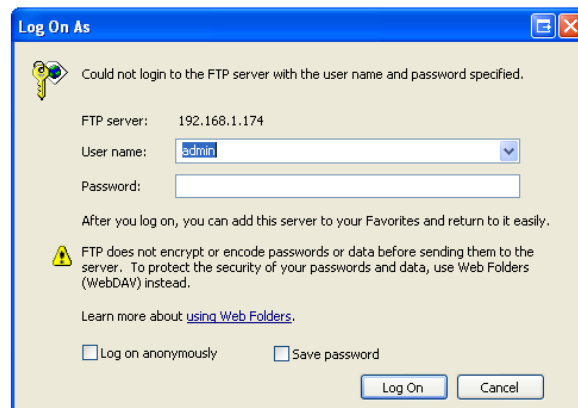 Log On As
Could not login to the FTP server with the user name and password specified.
FTP server: 192.168.1.174
User name: admin
Password:
After you log on, you can add this server to your Favorites and return to it easily.
FTP does not encrypt or encode passwords or data before sending them to the
server. To protect the security of your passwords and data, use Web Folders
(WebDAV) instead.
Learn more about using Web Folders.
Log on anonymously Save password
Log On Cancel